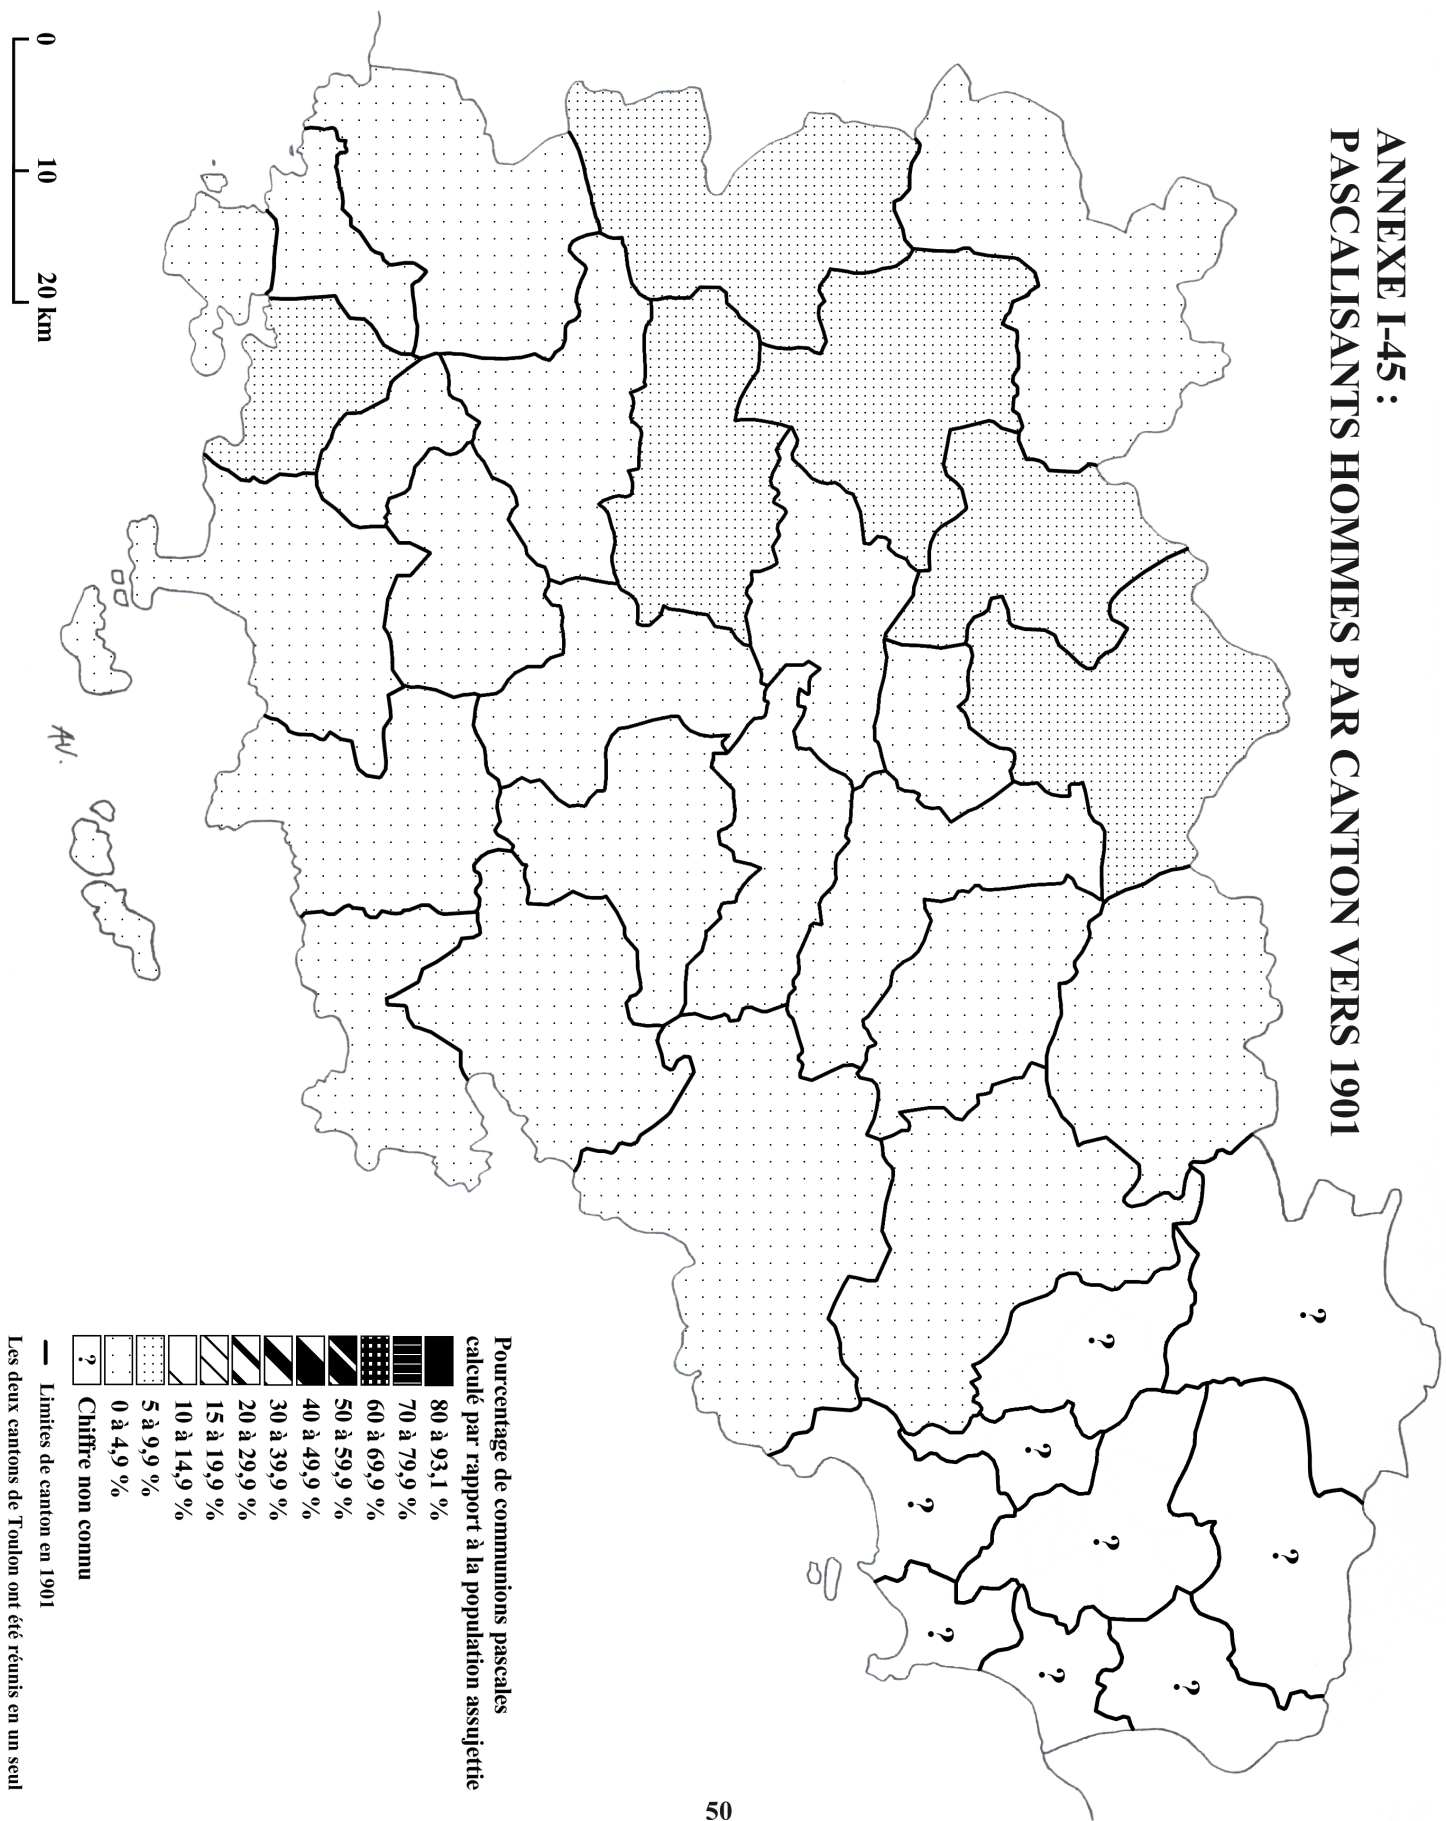 ANNEXE I-45 :
PASCALISANTS HOMMES PAR CANTON VERS 1901
?
?
?
?
?
?
?
?
?
Pourcentage de communions pascales
calculé par rapport à la population assujettie
80 à 93,1 %
70 à 79,9 %
60 à 69,9 %
50 à 59,9 %
40 à 49,9 %
30 à 39,9 %
20 à 29,9 %
15 à 19,9 %
10 à 14,9 %
5 à 9,9 %
0 à 4,9 %
? Chiffre non connu
Limites de canton en 1901
Les deux cantons de Toulon ont été réunis en un seul
0 10 20 km
AV.
50